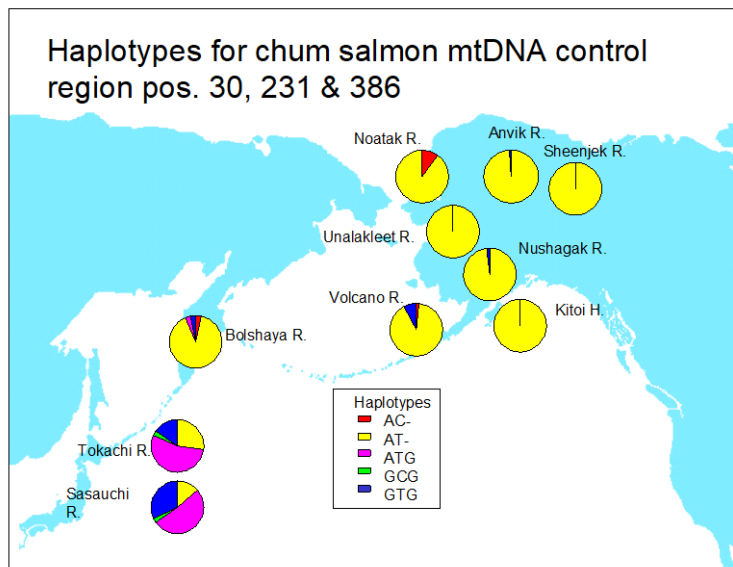 Haplotypes for chum salmon mtDNA control
region pos. 30, 231 & 386
Noatak R.
Anvik R.
Sheenjek R.
Unalakleet R.
Nushagak R.
Volcano R.
Kitoi H.
Bolshaya R.
Haplotypes
AC-
AT-
ATG
GCG
GTG
Tokachi R.
Sasauchi
R.